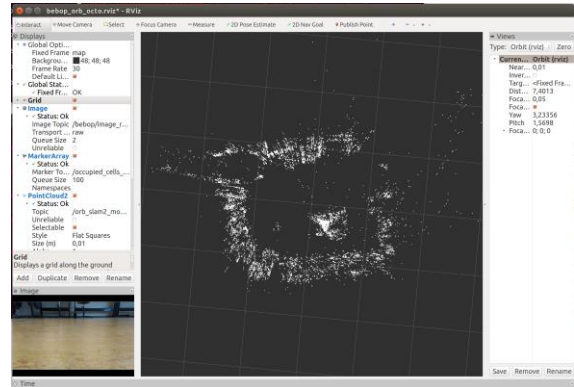 bebop_orb_octo.rviz* - RViz
Interact Move Camera Select Focus Camera Measure 2D Pose Estimate 2D Nav Goal Publish Point
Displays
Global Opti...
Fixed Frame map
Backgrou... 48; 48; 48
Frame Rate 30
Default Li...
Global Stat...
Fixed Fr... OK
Grid
Image
Status: Ok
Image Topic /bebop/image_r...
Transport ... raw
Queue Size 2
Unreliable
MarkerArray
Status: Ok
Marker To... /occupied_cells_...
Queue Size 100
Namespaces
PointCloud2
Status: Ok
Topic /orb_slam2_mo...
Unreliable
Selectable
Style Flat Squares
Size (m) 0,01
Grid
Displays a grid along the ground
Add Duplicate Remove Rename
Image
Time
Views
Type: Orbit (rviz) Zero
Curren... Orbit (rviz)
Near... 0,01
Inver...
Targ... <Fixed Fram...
Dist... 7,4013
Foca... 0,05
Foca...
Yaw 3,23356
Pitch 1,5698
Foca... 0; 0; 0
Save Remove Rename